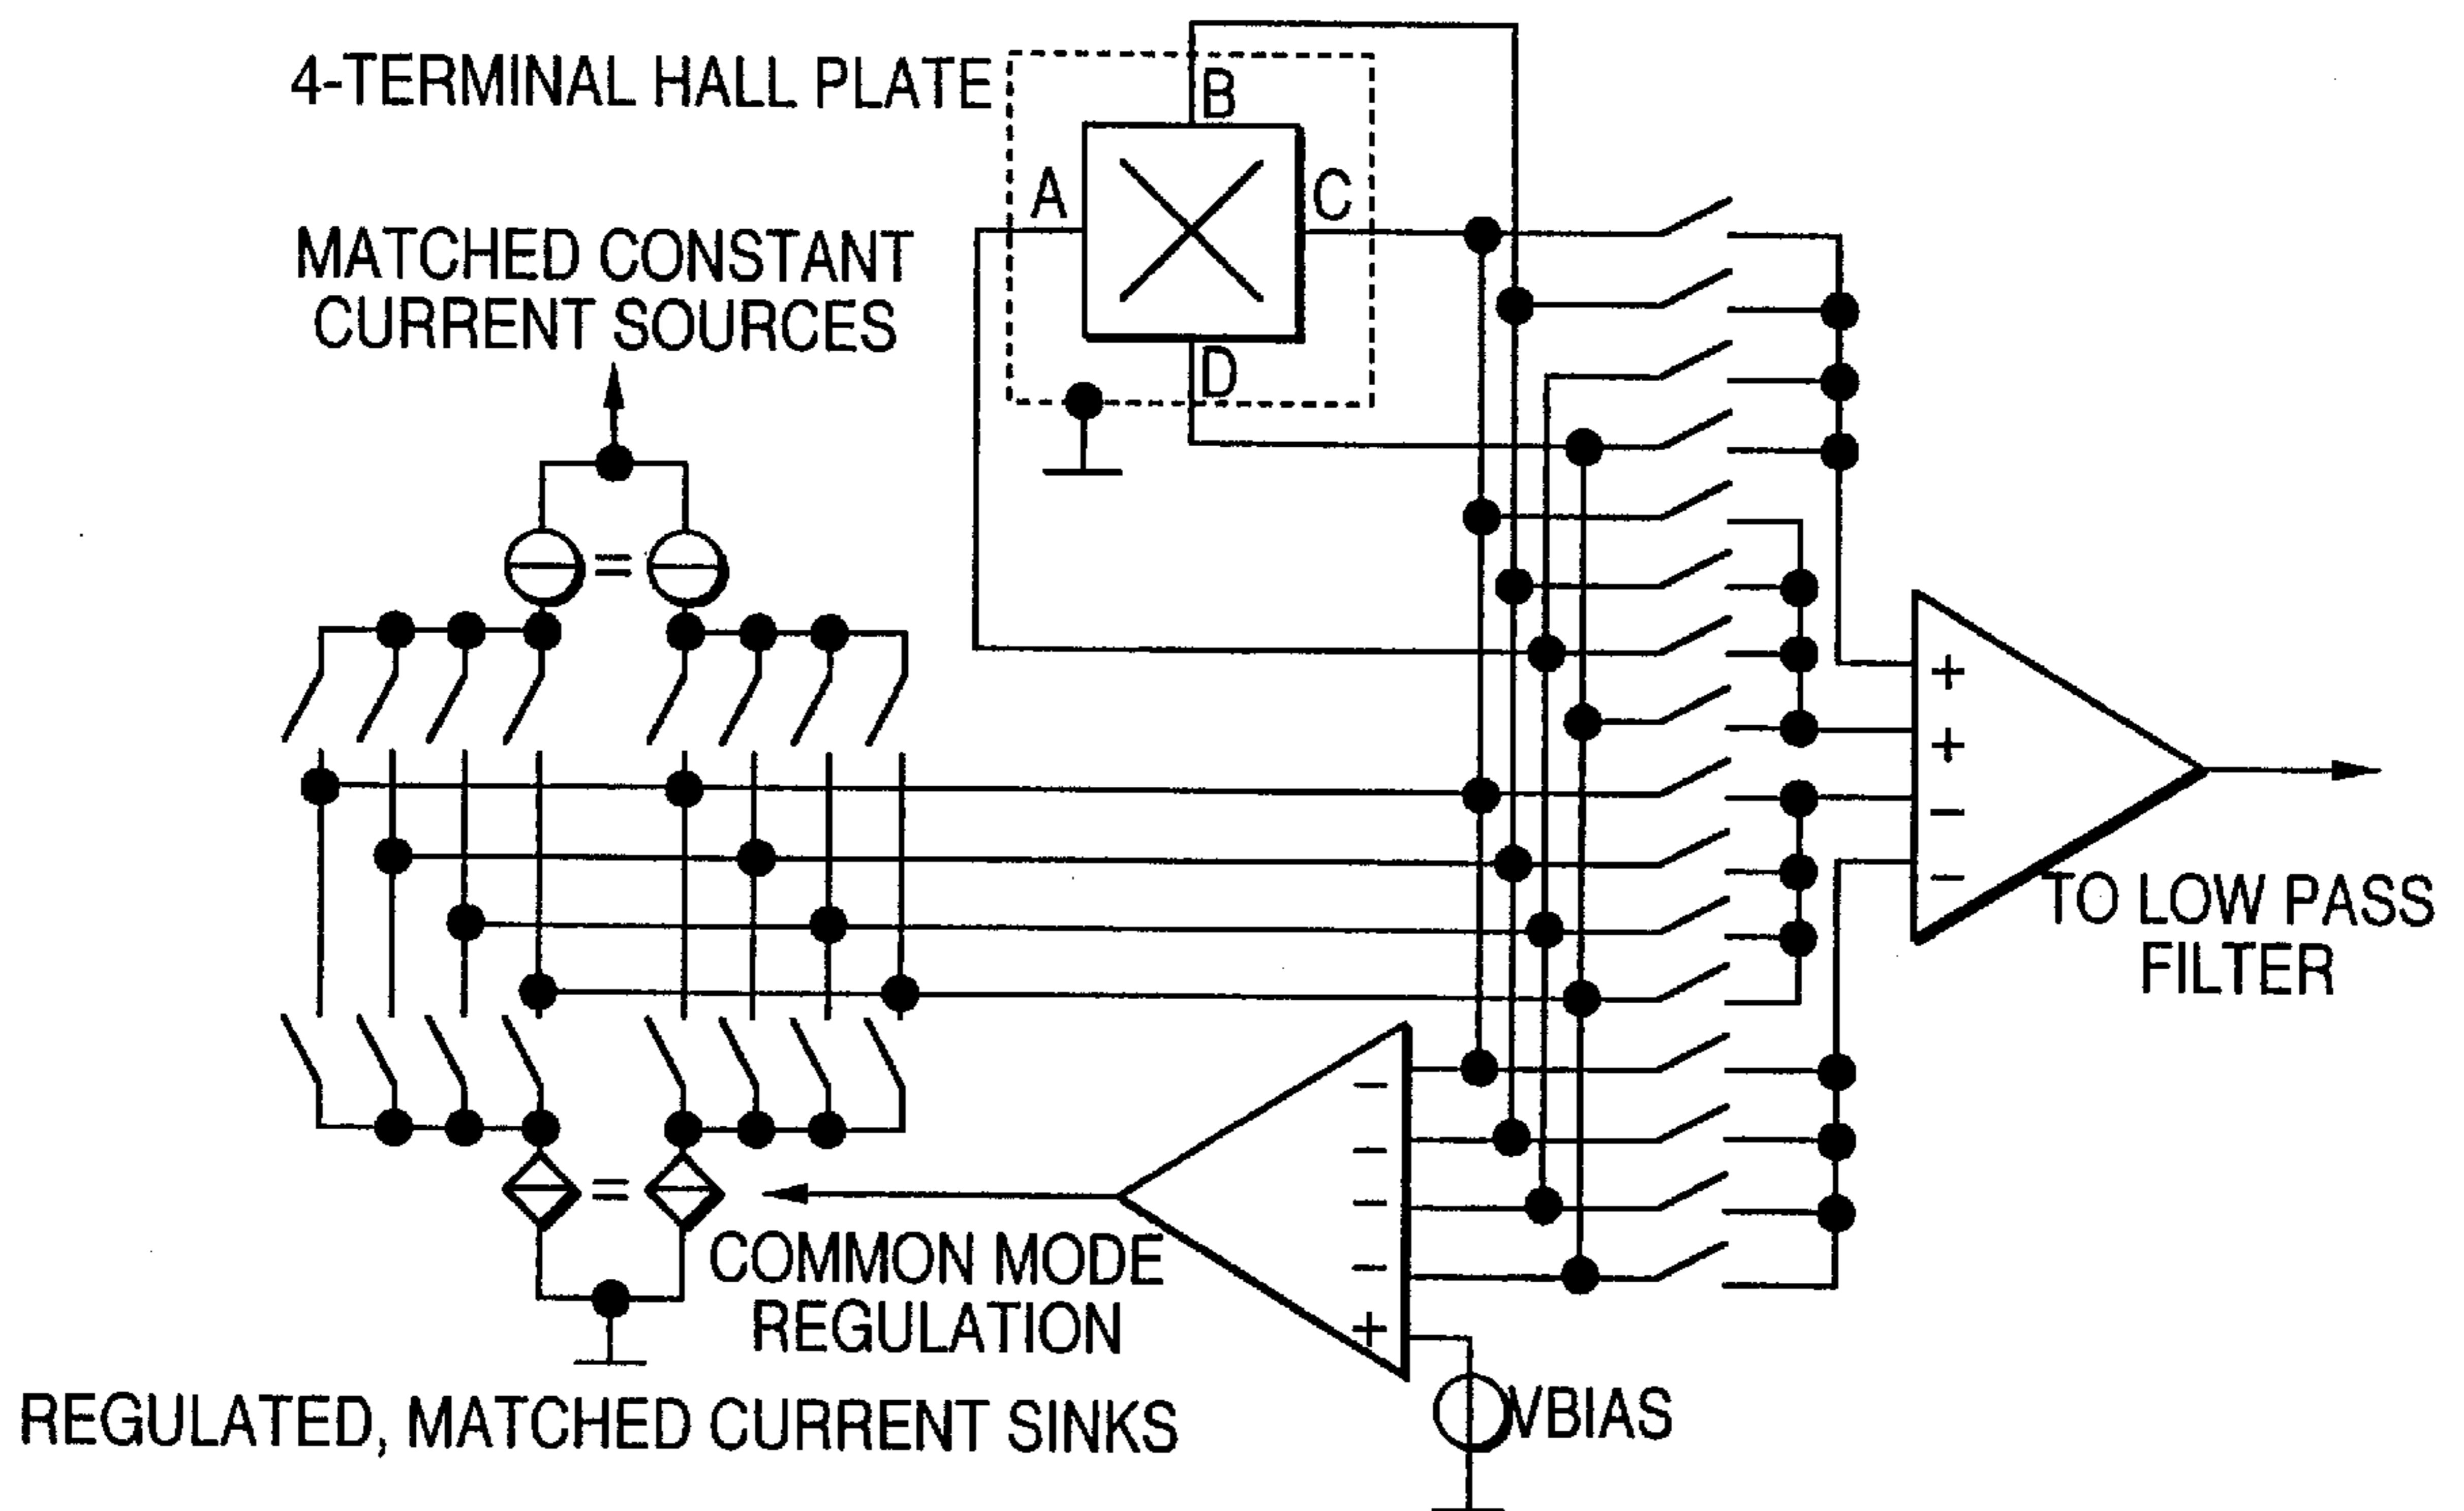 4-TERMINAL HALL PLATE
B
A
C
D
MATCHED CONSTANT
CURRENT SOURCES
=
+
+
−
−
TO LOW PASS
FILTER
−
−
−
−
+
=
COMMON MODE
REGULATION
REGULATED, MATCHED CURRENT SINKS
VBIAS